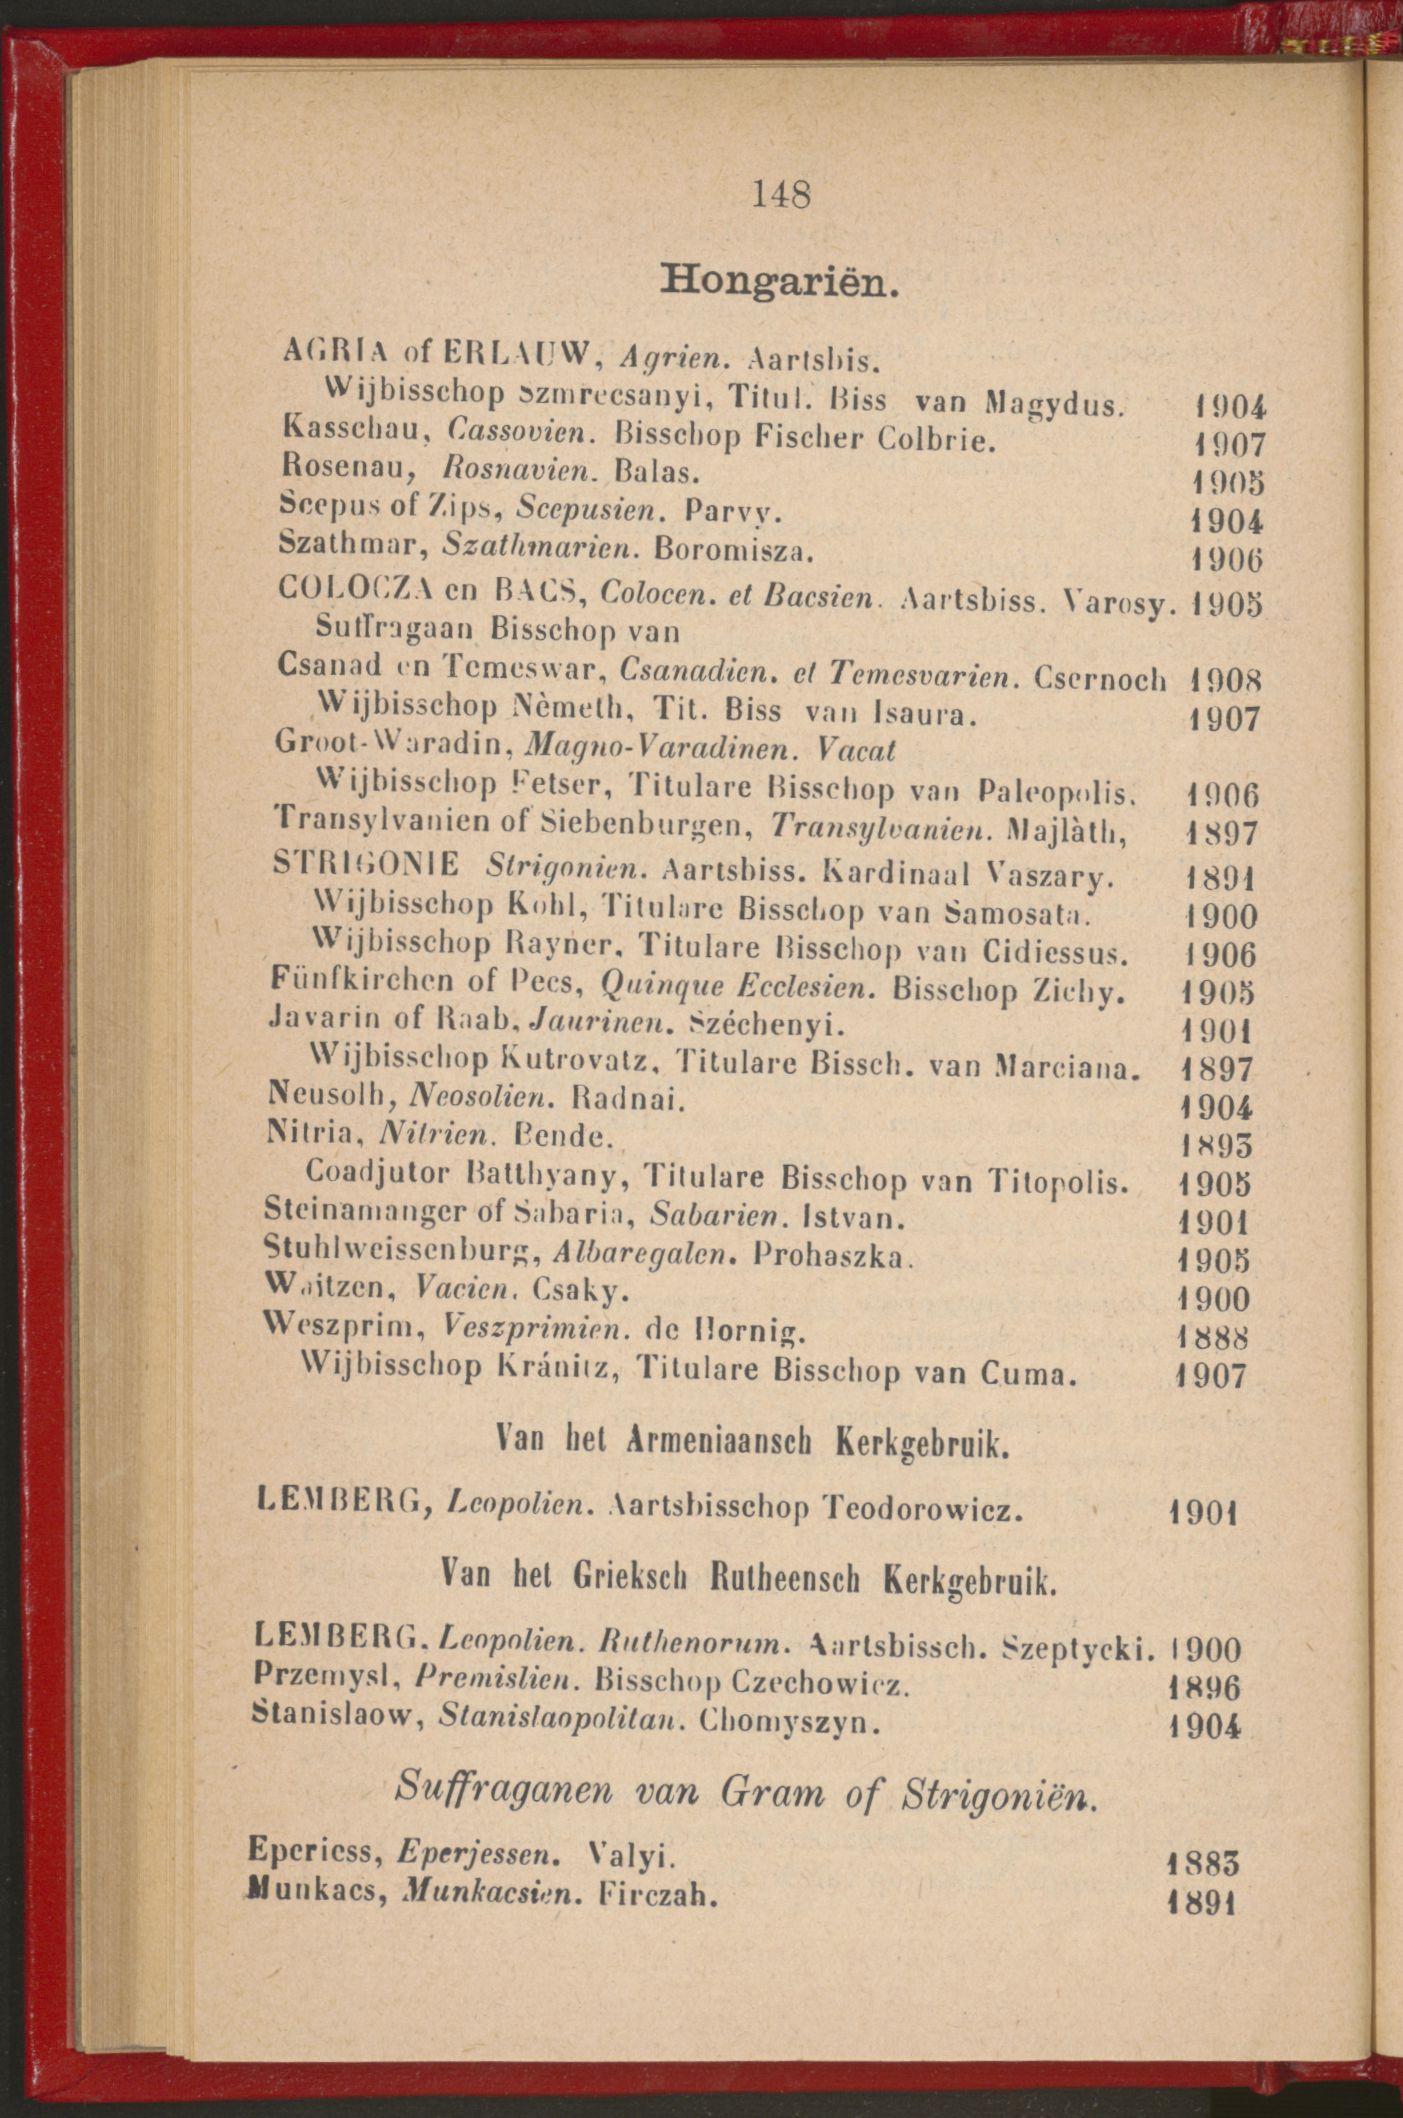 148
Hongariën.
AGRIA of ERLAUW, Agrien. Aartsbis.
Wijbisschop Szmrecsanyi, Titul. Biss van Magydus. 1904
Kasschau, Cassovien. Bisschop Fischer Colbrie. 1907
Rosenau, Rosnavien. Balas. 1905
Scepus of Zips, Scepusien. Parvy. 1904
Szathmar, Szathmarien. Boromisza. 1906
COLOCZA en BACS, Colocen. et Bacsien. Aartsbiss. Varosy. 1905
Suffragaan Bisschop van
Csanad en Temeswar, Csanadien. et Temesvarien. Csernoch 1908
Wijbisschop Nèmeth, Tit. Biss van Isaura. 1907
Groot-Waradin, Magno-Varadinen. Vacat
Wijbisschop Fetser, Titulare Bisschop van Paleopolis. 1906
Transylvanien of Siebenburgen, Transylvanien. Majlàth, 1897
STRIGONIE Strigonien. Aartsbiss. Kardinaal Vaszary. 1891
Wijbisschop Kohl, Titulare Bisschop van Samosata. 1900
Wijbisschop Rayner, Titulare Bisschop van Cidiessus. 1906
Fünfkirchen of Pecs, Quinque Ecclesien. Bisschop Zichy. 1905
Javarin of Raab, Jaurinen. Széchenyi. 1901
Wijbisschop Kutrovatz, Titulare Bissch. van Marciana. 1897
Neusolh, Neosolien. Radnai. 1904
Nitria, Nitrien. Bende. 1893
Coadjutor Batthyany, Titulare Bisschop van Titopolis. 1905
Steinamanger of Sabaria, Sabarien. Istvan. 1901
Stuhlweissenburg, Albaregalen. Prohaszka. 1905
Waitzen, Vacien. Csaky. 1900
Weszprim, Veszprimien. de Hornig. 1888
Wijbisschop Kránitz, Titulare Bisschop van Cuma. 1907
Van het Armeniaansch Kerkgebruik.
LEMBERG, Leopolien. Aartsbisschop Teodorowicz. 1901
Van het Grieksch Rutheensch Kerkgebruik.
LEMBERG. Leopolien. Ruthenorum. Aartsbissch. Szeptycki. 1900
Przemysl, Premislien. Bisschop Czechowicz. 1896
Stanislaow, Stanislaopolitan. Chomyszyn. 1904
Suffraganen van Gram of Strigoniën.
Eperiess, Eperjessen. Valyi. 1883
Munkacs, Munkacsien. Firczah. 1891